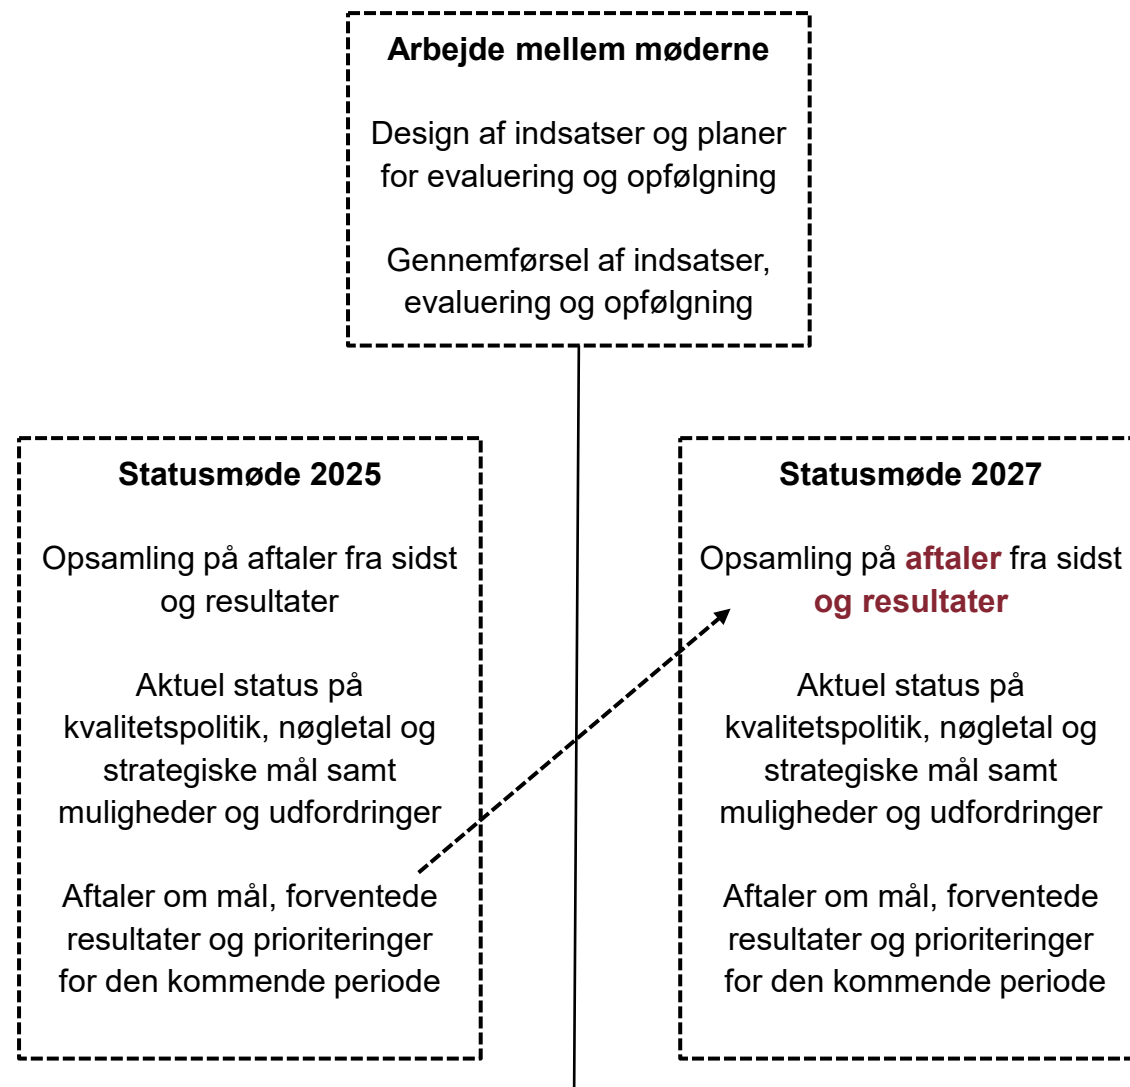 Arbejde mellem møderne
Design af indsatser og planer
for evaluering og opfølgning
Gennemførsel af indsatser,
evaluering og opfølgning
Statusmøde 2025
Opsamling på aftaler fra sidst
og resultater
Aktuel status på
kvalitetspolitik, nøgletal og
strategiske mål samt
muligheder og udfordringer
Aftaler om mål, forventede
resultater og prioriteringer
for den kommende periode
Statusmøde 2027
Opsamling på aftaler fra sidst
og resultater
Aktuel status på
kvalitetspolitik, nøgletal og
strategiske mål samt
muligheder og udfordringer
Aftaler om mål, forventede
resultater og prioriteringer
for den kommende periode